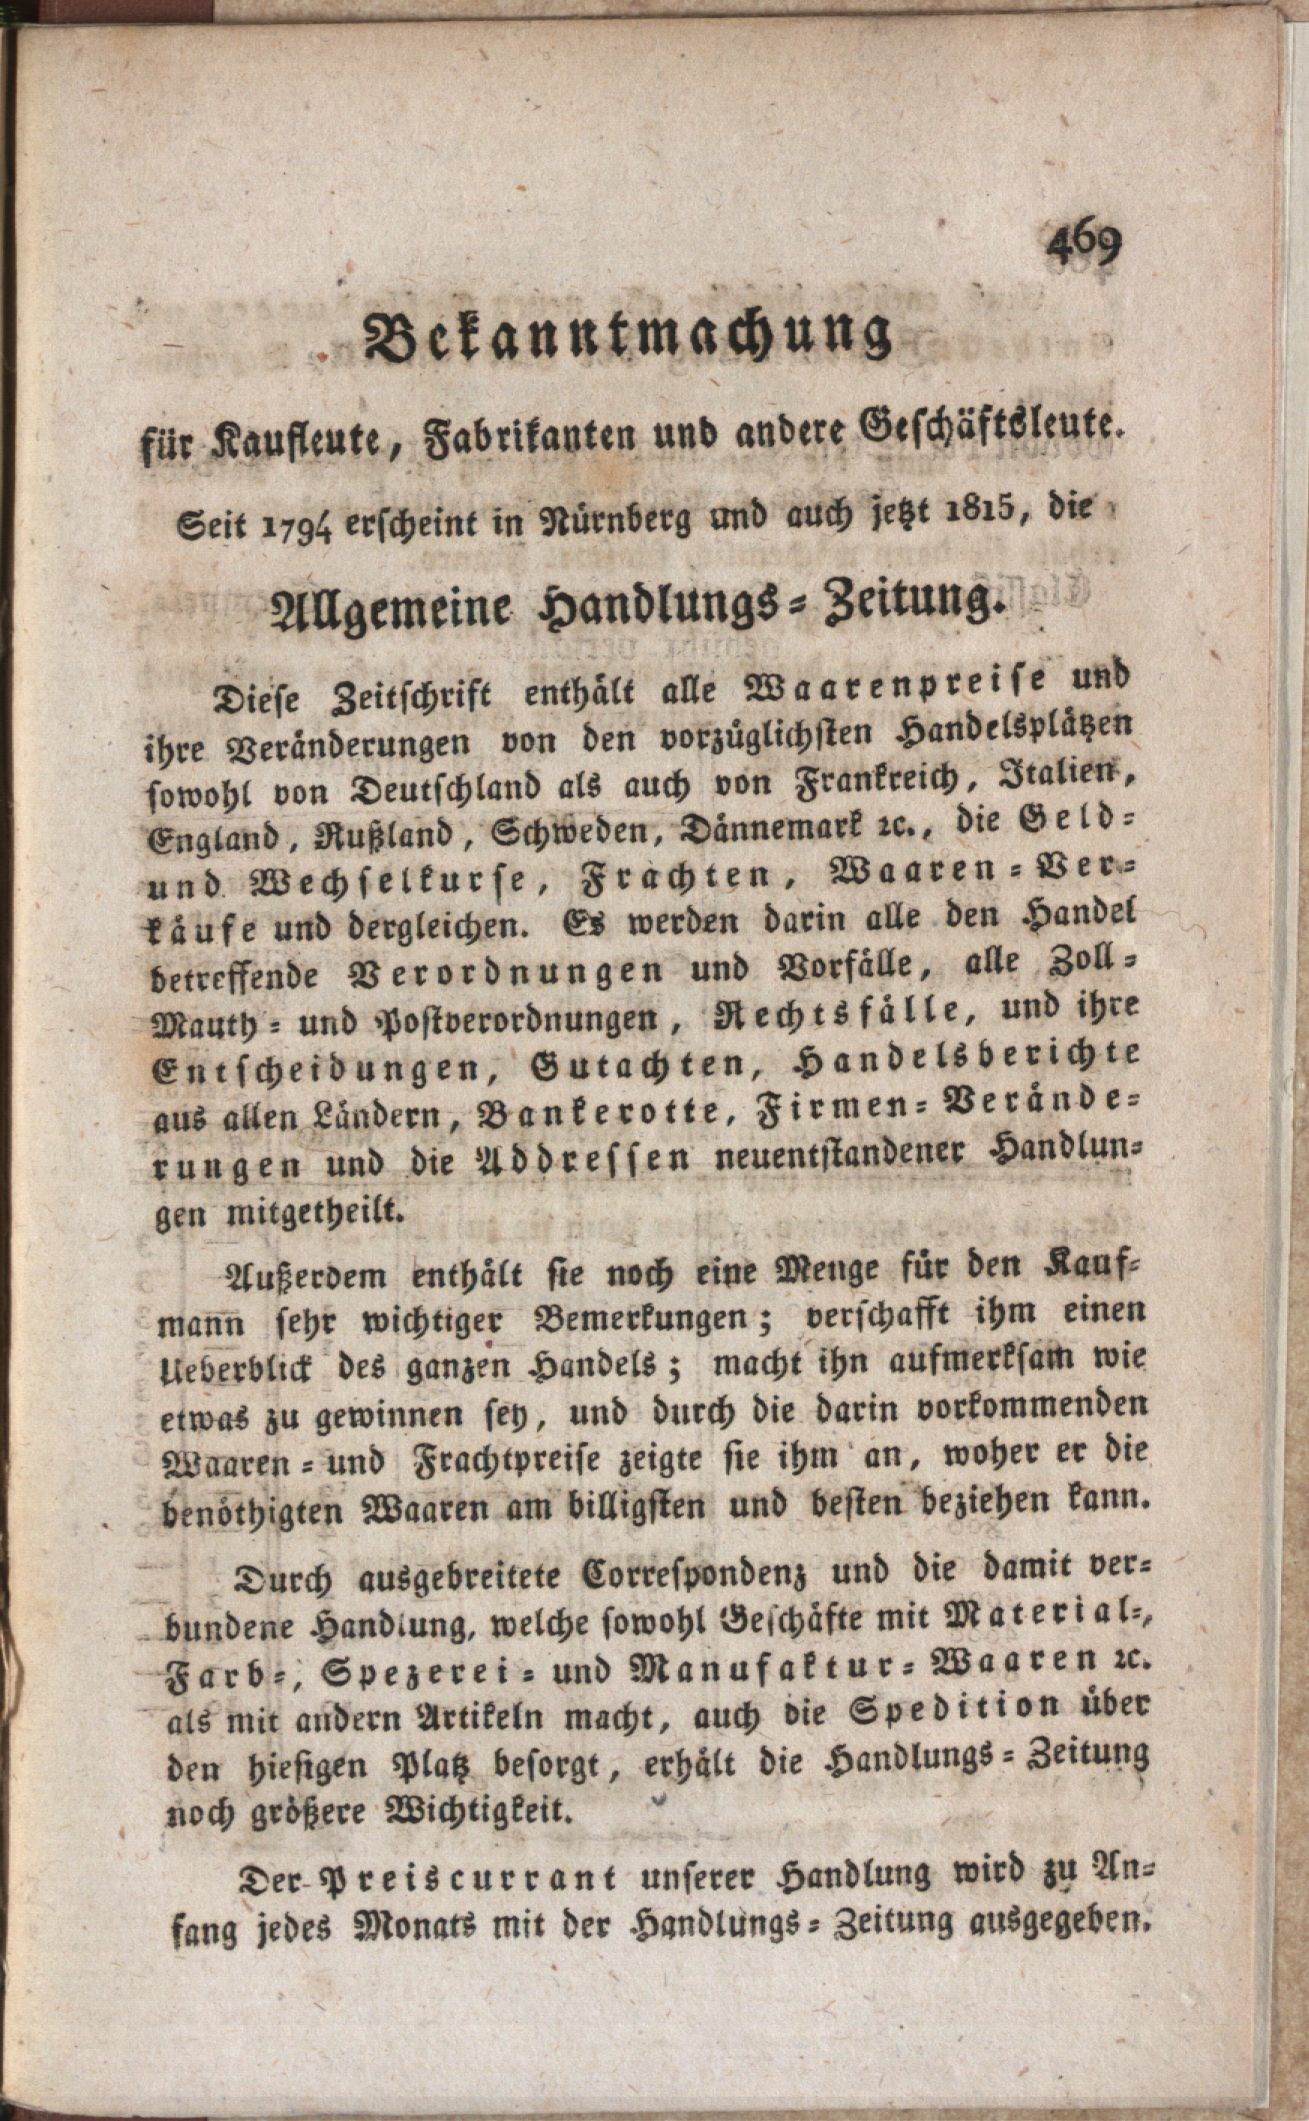 469
Bekanntmachung
für Kaufleute, Fabrikanten und andere Geschäftsleute.
Seit 1794 erscheint in Nürnberg und auch jetzt 1815, die
Allgemeine Handlungs-Zeitung.
Diese Zeitschrift enthält alle Waarenpreise und
ihre Veränderungen von den vorzüglichsten Handelsplätzen
sowohl von Deutschland als auch von Frankreich, Italien,
England, Rußland, Schweden, Dännemark ꝛc., die Geld-
und Wechselkurse, Frachten, Waaren-Ver-
käufe und dergleichen. Es werden darin alle den Handel
betreffende Verordnungen und Vorfälle, alle Zoll-
Mauth- und Postverordnungen, Rechtsfälle, und ihre
Entscheidungen, Gutachten, Handelsberichte
aus allen Ländern, Bankerotte, Firmen-Verände-
rungen und die Addressen neuentstandener Handlun-
gen mitgetheilt.
Außerdem enthält sie noch eine Menge für den Kauf-
mann sehr wichtiger Bemerkungen; verschafft ihm einen
Ueberblick des ganzen Handels; macht ihn aufmerksam wie
etwas zu gewinnen sey, und durch die darin vorkommenden
Waaren- und Frachtpreise zeigte sie ihm an, woher er die
benöthigten Waaren am billigsten und besten beziehen kann.
Durch ausgebreitete Correspondenz und die damit ver-
bundene Handlung, welche sowohl Geschäfte mit Material-,
Farb-, Spezerei- und Manufaktur-Waaren ꝛc.
als mit andern Artikeln macht, auch die Spedition über
den hiesigen Platz besorgt, erhält die Handlungs-Zeitung
noch größere Wichtigkeit.
Der Preiscurrant unserer Handlung wird zu An-
fang jedes Monats mit der Handlungs-Zeitung ausgegeben.